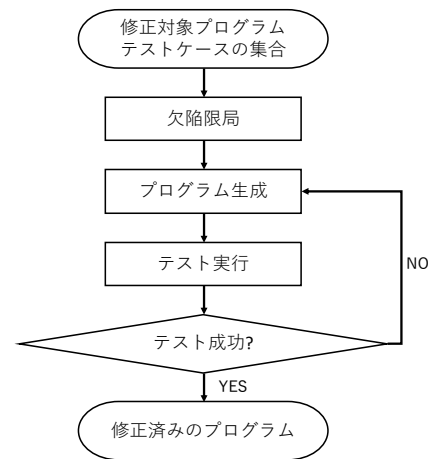 修正対象プログラム
テストケースの集合
欠陥限局
プログラム生成
テスト実行
NO
テスト成功?
YES
修正済みのプログラム